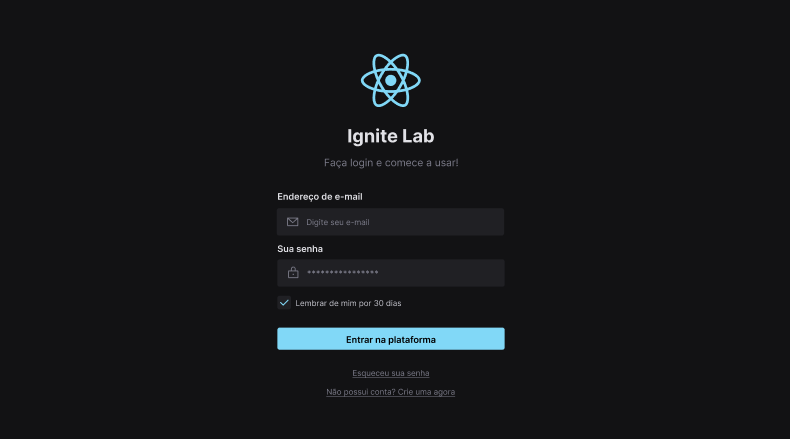 Ignite Lab
Faça login e comece a usar!
Endereço de e-mail
Digite seu e-mail
Sua senha
****************
Lembrar de mim por 30 dias
Entrar na plataforma
Esqueceu sua senha
Não possui conta? Crie uma agora